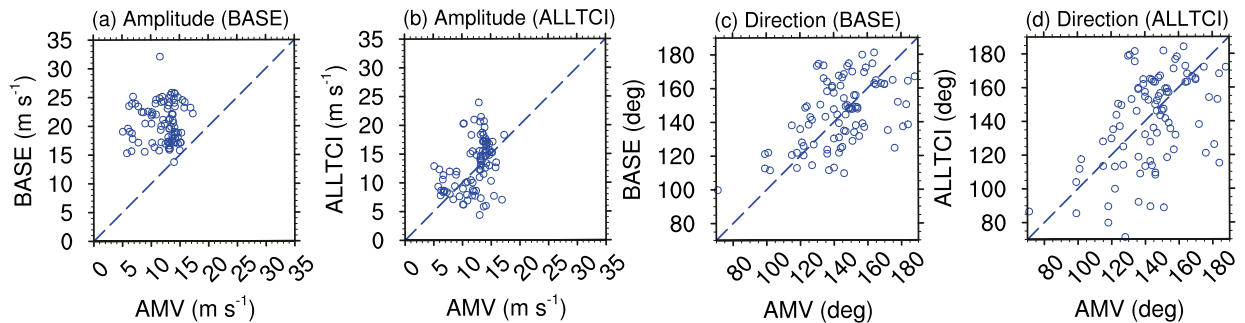 (a) Amplitude (BASE)
35
30
25
20
15
10
5
0
BASE (m s⁻¹)
0 5 10 15 20 25 30 35
AMV (m s⁻¹)
(b) Amplitude (ALLTCI)
35
30
25
20
15
10
5
0
ALLTCI (m s⁻¹)
0 5 10 15 20 25 30 35
AMV (m s⁻¹)
(c) Direction (BASE)
180
160
140
120
100
80
BASE (deg)
80 100 120 140 160 180
AMV (deg)
(d) Direction (ALLTCI)
180
160
140
120
100
80
ALLTCI (deg)
80 100 120 140 160 180
AMV (deg)